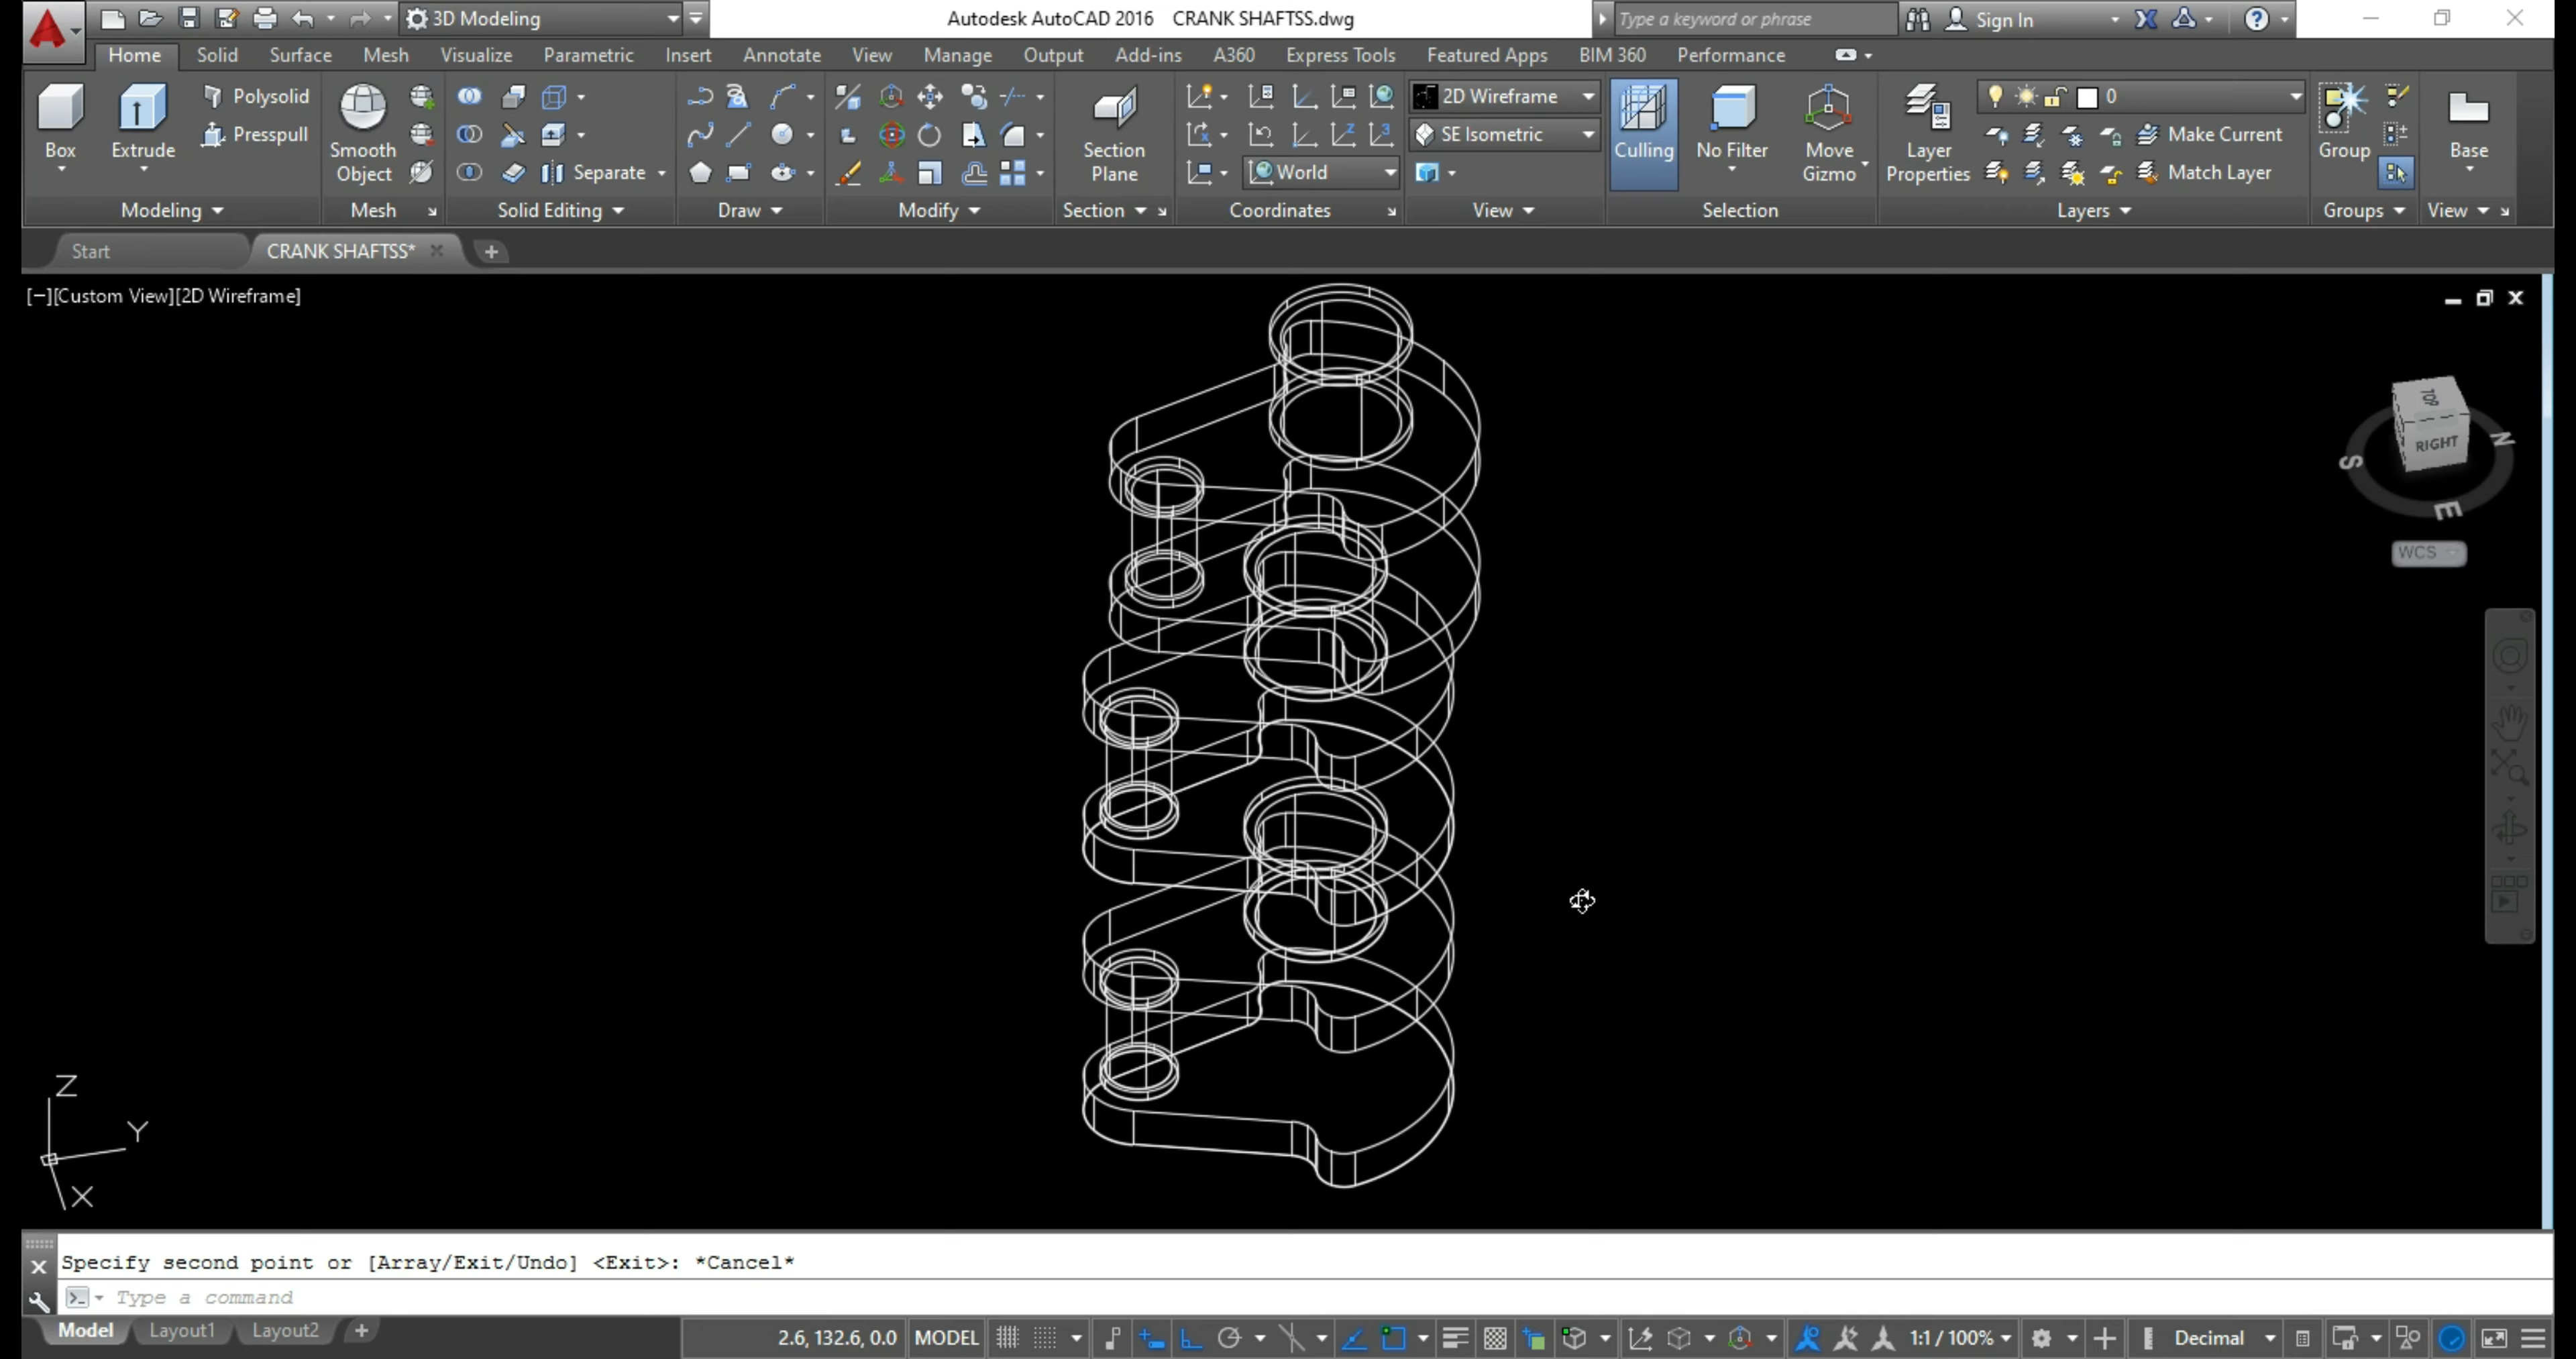 3D Modeling
Autodesk AutoCAD 2016 CRANK SHAFTSS.dwg
Type a keyword or phrase
Sign In
Home Solid Surface Mesh Visualize Parametric Insert Annotate View Manage Output Add-ins A360 Express Tools Featured Apps BIM 360 Performance
Polysolid
2D Wireframe
0
Presspull
SE Isometric
Make Current
Box
Extrude
Smooth Object
Separate
Section Plane
World
Culling
No Filter
Move Gizmo
Layer Properties
Match Layer
Group
Base
Modeling Mesh Solid Editing Draw Modify Section Coordinates View Selection Layers Groups View
Start CRANK SHAFTSS*
[−][Custom View][2D Wireframe]
TOP
RIGHT
N
S
E
WCS
Z
Y
X
Specify second point or [Array/Exit/Undo] <Exit>: *Cancel*
Type a command
Model Layout1 Layout2
2.6, 132.6, 0.0 MODEL 1:1 / 100% Decimal